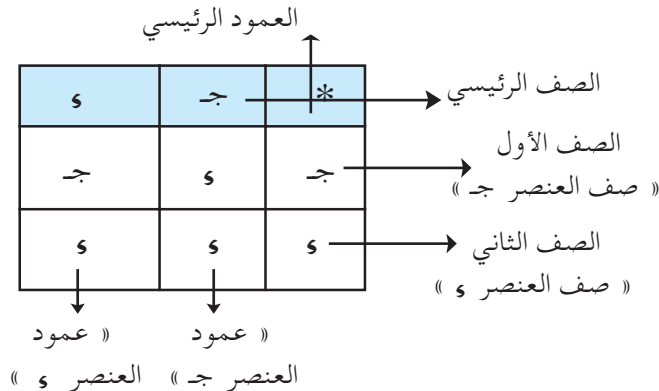 العمود الرئيسي
* جـ ء
الصف الرئيسي
جـ ء جـ
الصف الأول
« صف العنصر جـ »
ء ء ء
الصف الثاني
« صف العنصر ء »
« عمود
العنصر جـ »
« عمود
العنصر ء »